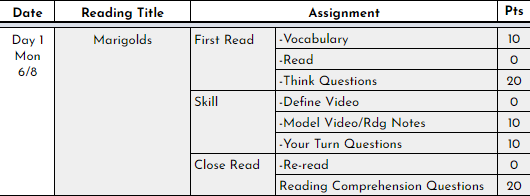 Date Reading Title Assignment Pts
Day 1 Marigolds First Read -Vocabulary 10
Mon -Read 0
6/8 -Think Questions 20
Skill -Define Video 0
-Model Video/Rdg Notes 10
-Your Turn Questions 10
Close Read -Re-read 0
Reading Comprehension Questions 20